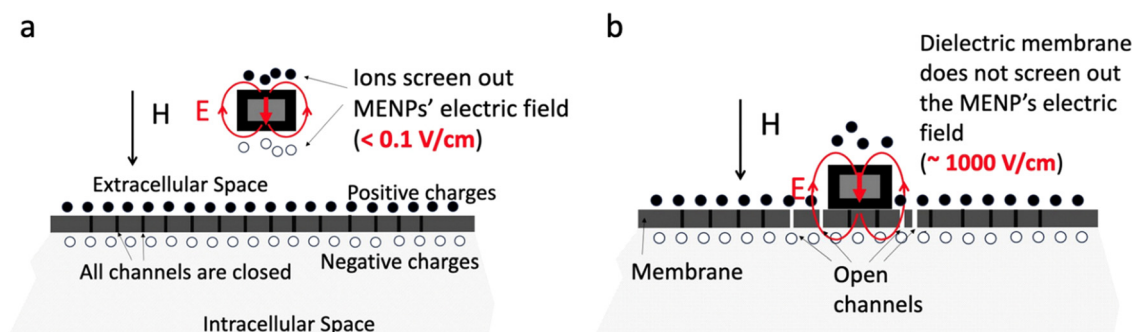 a
Ions screen out
MENPs’ electric field
(< 0.1 V/cm)
H
E
Extracellular Space
Positive charges
All channels are closed
Negative charges
Intracellular Space
b
Dielectric membrane
does not screen out
the MENP’s electric
field
(~ 1000 V/cm)
H
E
Membrane
Open
channels